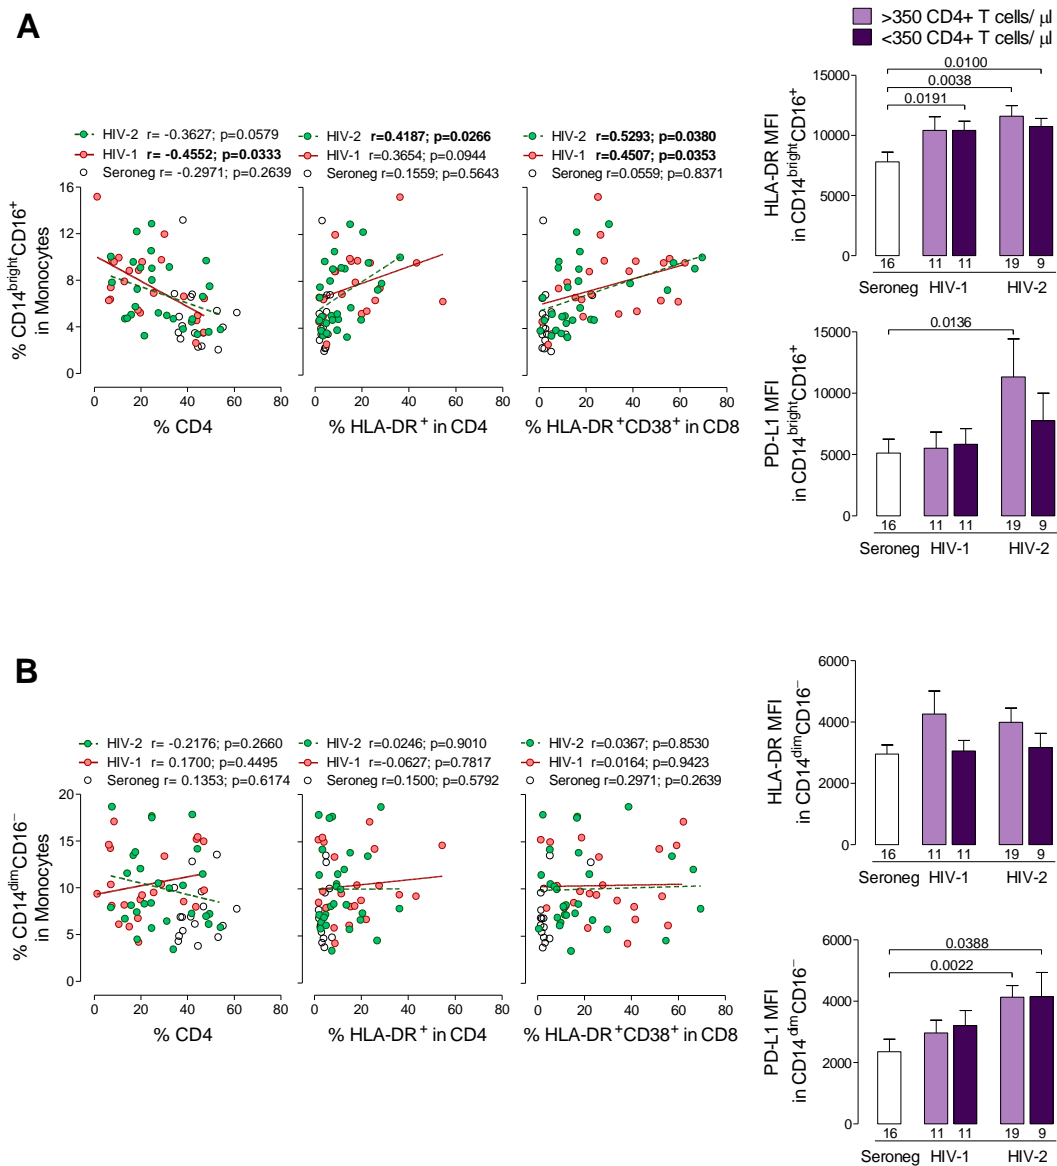 A
>350 CD4+ T cells/ μl
<350 CD4+ T cells/ μl
HIV-2 r= -0.3627; p=0.0579
HIV-1 r= -0.4552; p=0.0333
Seroneg r= -0.2971; p=0.2639
HIV-2 r=0.4187; p=0.0266
HIV-1 r=0.3654; p=0.0944
Seroneg r=0.1559; p=0.5643
HIV-2 r=0.5293; p=0.0380
HIV-1 r=0.4507; p=0.0353
Seroneg r=0.0559; p=0.8371
% CD14brightCD16+
in Monocytes
16
12
8
4
0
0 20 40 60 80
% CD4
0 20 40 60 80
% HLA-DR+ in CD4
0 20 40 60 80
% HLA-DR+CD38+ in CD8
HLA-DR MFI
in CD14brightCD16+
15000
10000
5000
0
0.0100
0.0038
0.0191
16 11 11 19 9
Seroneg HIV-1 HIV-2
PD-L1 MFI
in CD14brightCD16+
15000
10000
5000
0
0.0136
16 11 11 19 9
Seroneg HIV-1 HIV-2
B
HIV-2 r= -0.2176; p=0.2660
HIV-1 r= 0.1700; p=0.4495
Seroneg r= 0.1353; p=0.6174
HIV-2 r=0.0246; p=0.9010
HIV-1 r=-0.0627; p=0.7817
Seroneg r=0.1500; p=0.5792
HIV-2 r=0.0367; p=0.8530
HIV-1 r=0.0164; p=0.9423
Seroneg r=0.2971; p=0.2639
% CD14dimCD16−
in Monocytes
20
15
10
5
0
0 20 40 60 80
% CD4
0 20 40 60 80
% HLA-DR+ in CD4
0 20 40 60 80
% HLA-DR+CD38+ in CD8
HLA-DR MFI
in CD14dimCD16−
6000
4000
2000
0
16 11 11 19 9
Seroneg HIV-1 HIV-2
PD-L1 MFI
in CD14dimCD16−
6000
4000
2000
0
0.0388
0.0022
16 11 11 19 9
Seroneg HIV-1 HIV-2